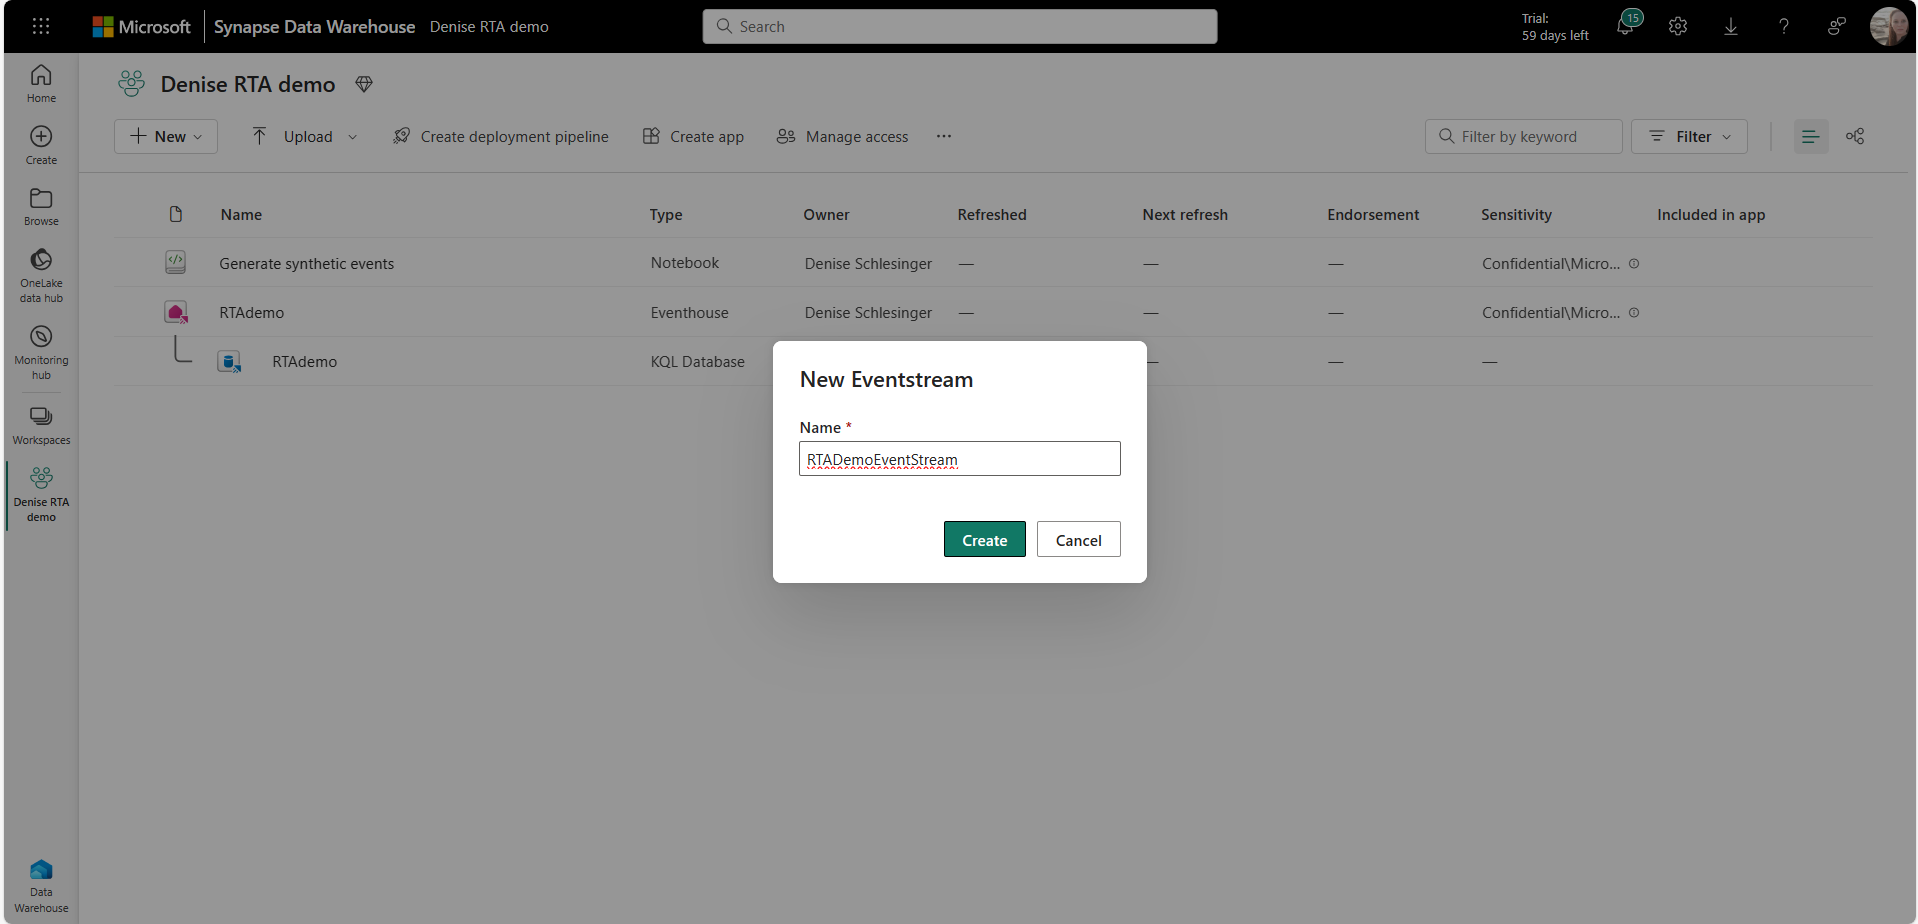 Microsoft Synapse Data Warehouse Denise RTA demo Search Trial: 15
59 days left
Home
Create
Browse
OneLake
data hub
Monitoring
hub
Workspaces
Denise RTA
demo
Data
Warehouse
Denise RTA demo
New Upload Create deployment pipeline Create app Manage access ... Filter by keyword Filter
Name Type Owner Refreshed Next refresh Endorsement Sensitivity Included in app
Generate synthetic events Notebook Denise Schlesinger — — — Confidential\Micro...
RTAdemo Eventhouse Denise Schlesinger — — — Confidential\Micro...
RTAdemo KQL Database — — —
New Eventstream
Name *
RTADemoEventStream
Create Cancel